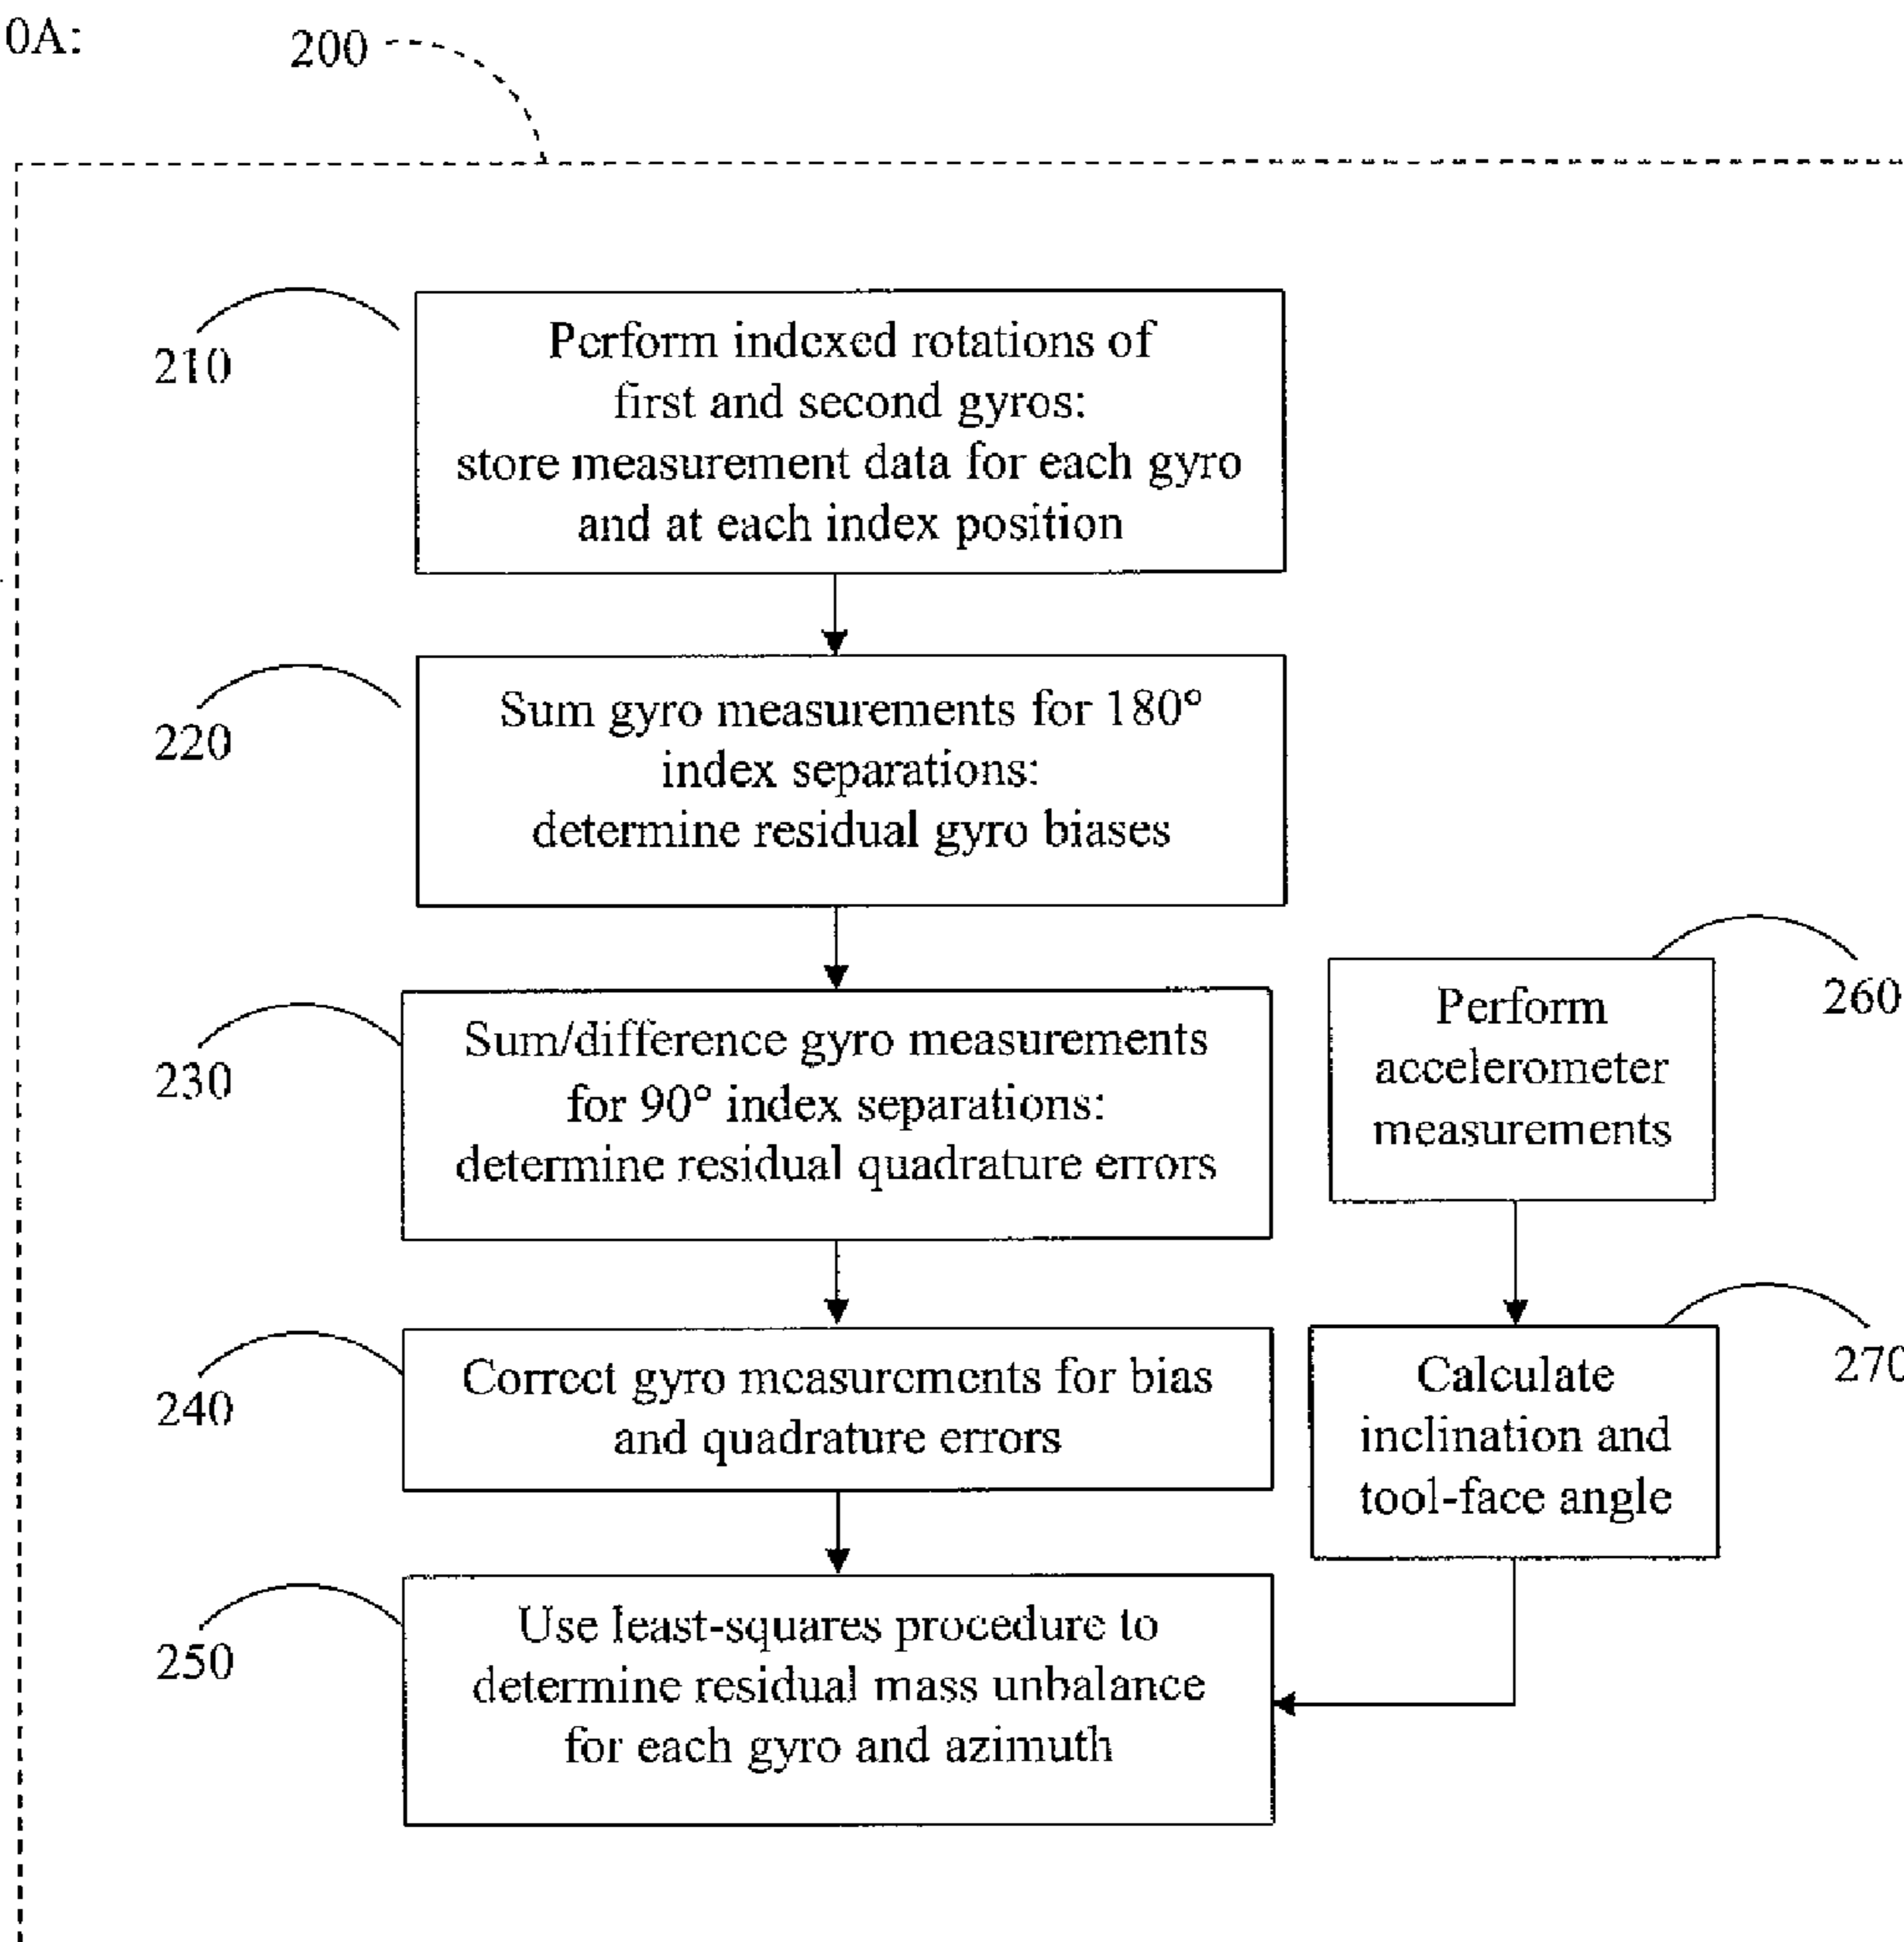 0A:
200
210
Perform indexed rotations of
first and second gyros:
store measurement data for each gyro
and at each index position
220
Sum gyro measurements for 180°
index separations:
determine residual gyro biases
230
Sum/difference gyro measurements
for 90° index separations:
determine residual quadrature errors
260
Perform
accelerometer
measurements
240
Correct gyro measurements for bias
and quadrature errors
270
Calculate
inclination and
tool-face angle
250
Use least-squares procedure to
determine residual mass unbalance
for each gyro and azimuth